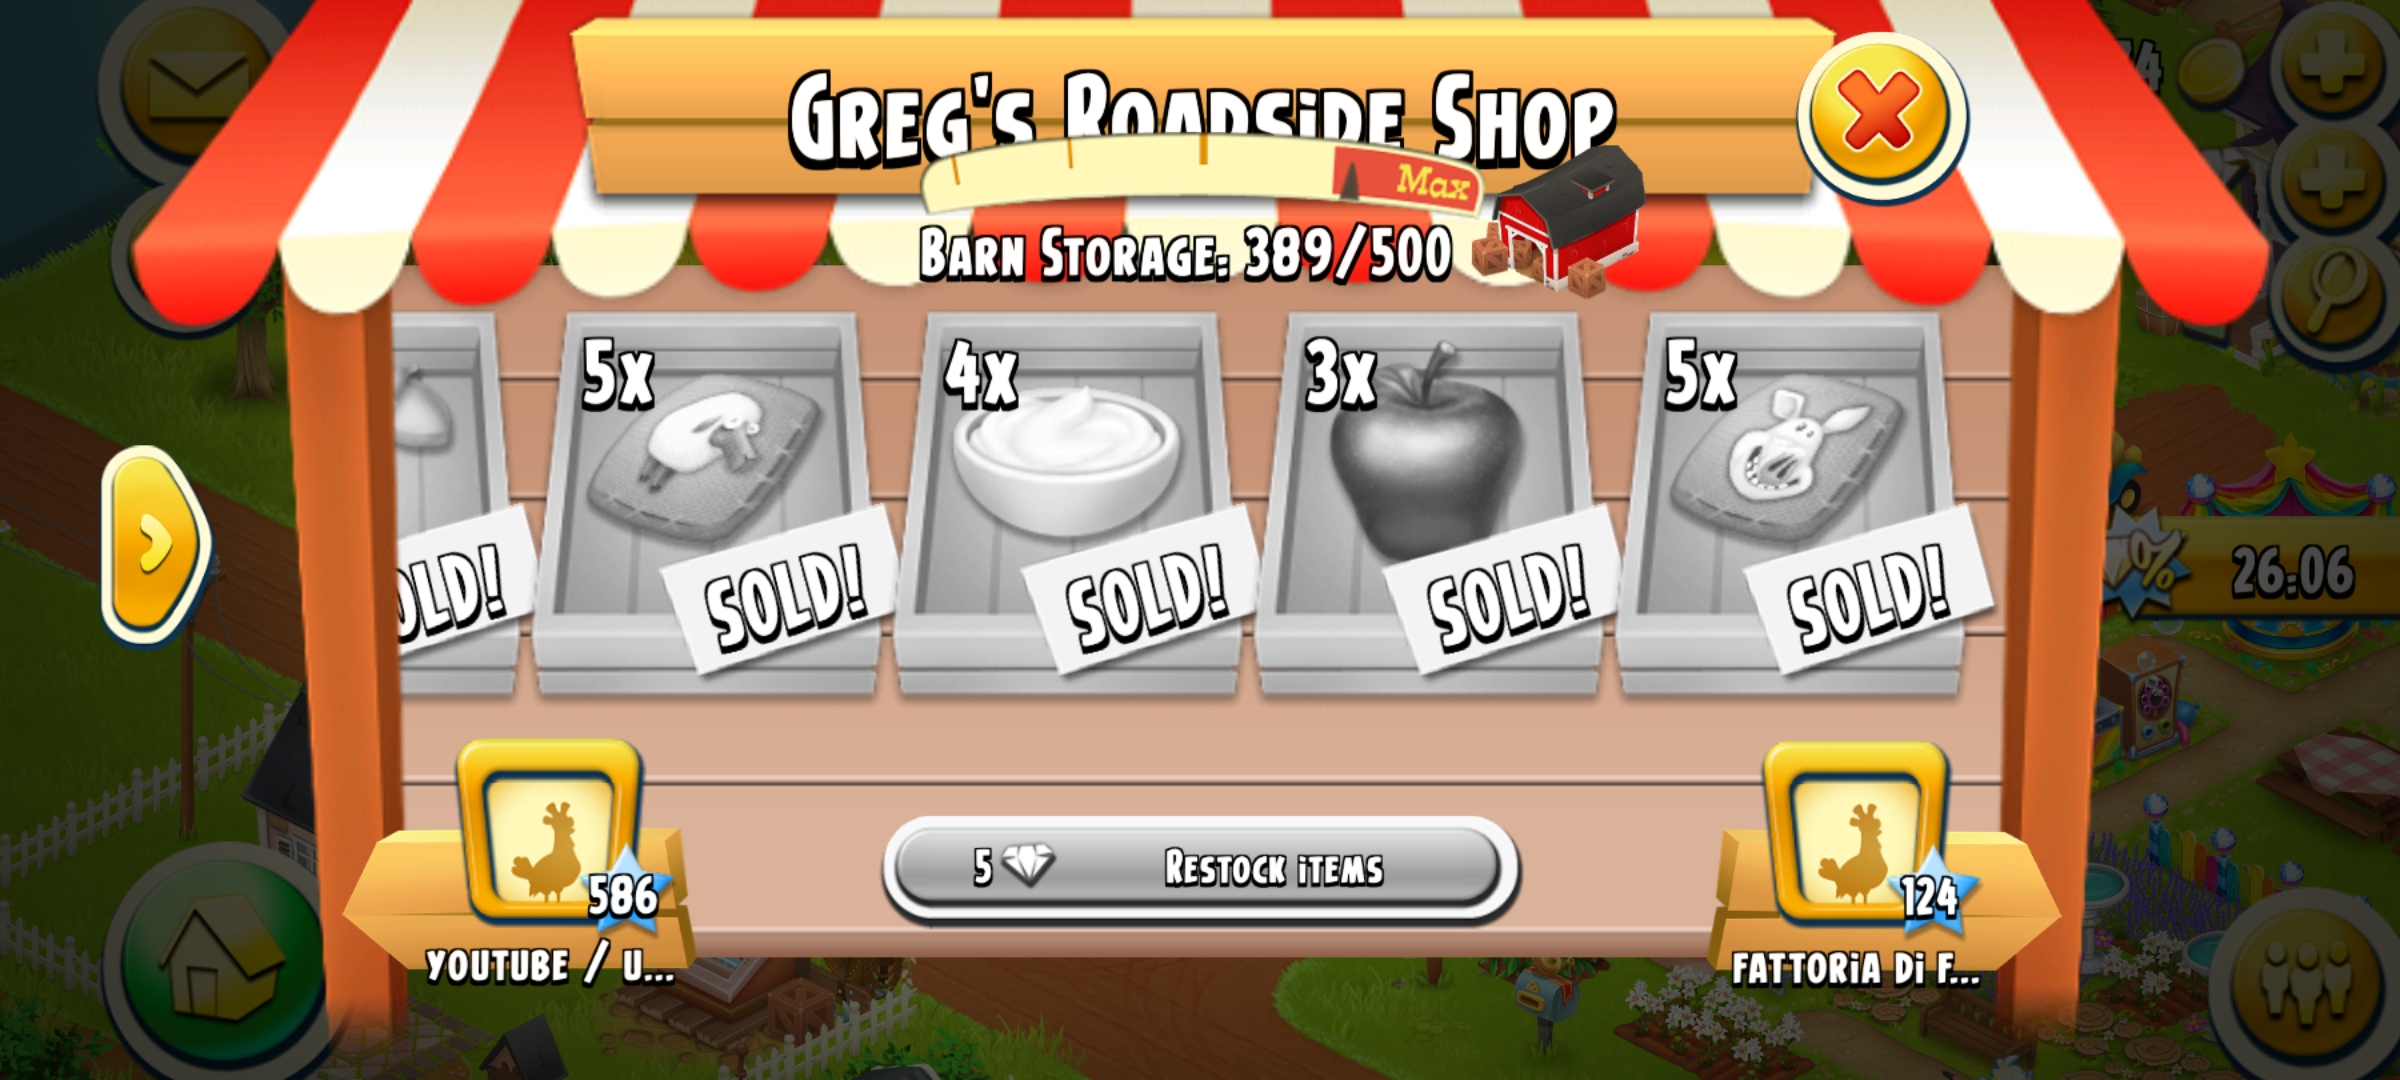 GREG'S ROADSIDE SHOP
Max
BARN STORAGE: 389/500
5x
4x
3x
5x
SOLD!
SOLD!
SOLD!
SOLD!
26:06
586
5
RESTOCK ITEMS
124
YOUTUBE / U...
FATTORIA DI F...